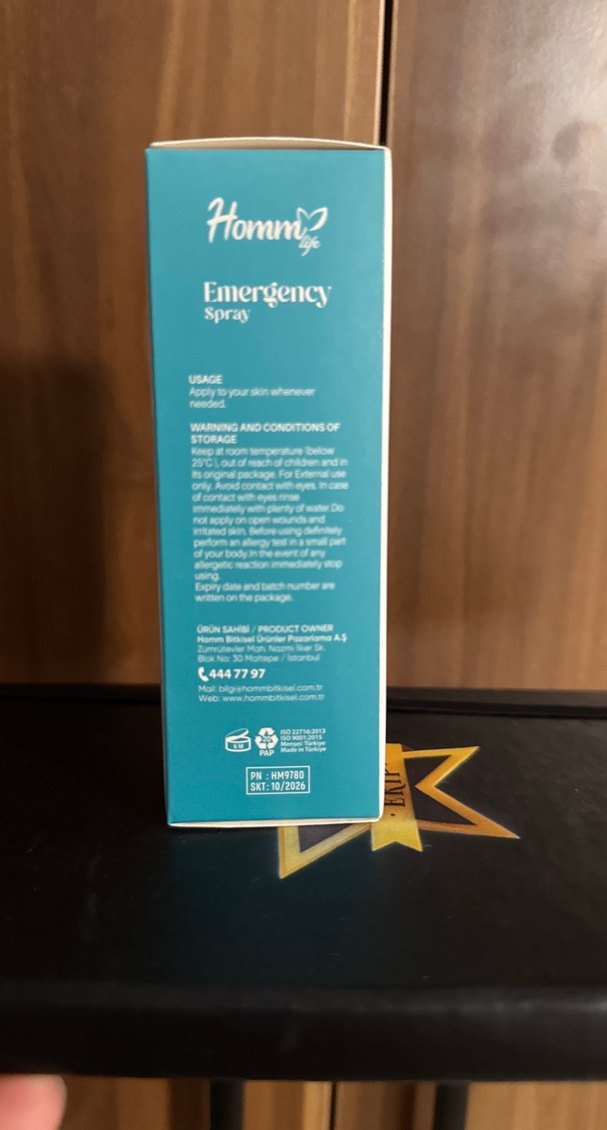 Homm
life
Emergency
Spray
USAGE
Apply to your skin whenever
needed.
WARNING AND CONDITIONS OF
STORAGE
Keep at room temperature (below
25°C ), out of reach of children and in
its original package. For External use
only. Avoid contact with eyes. In case
of contact with eyes rinse
immediately with plenty of water.Do
not apply on open wounds and
irritated skin. Before using definitely
perform an allergy test in a small part
of your body.In the event of any
allergetic reaction immediately stop
using.
Expiry date and batch number are
written on the package.
ÜRÜN SAHİBİ / PRODUCT OWNER
Homm Bitkisel Ürünler Pazarlama A.Ş
Zümrütevler Mah. Nazmi İlker Sk.
Blok No: 30 Maltepe / İstanbul
444 77 97
Mail: bilgi@hommbitkisel.com.tr
Web: www.hommbitkisel.com.tr
6 M
20
PAP
ISO 22716:2013
ISO 9001:2015
Menşei: Türkiye
Made in Türkiye
PN : HM9780
SKT: 10/2026
EKİP